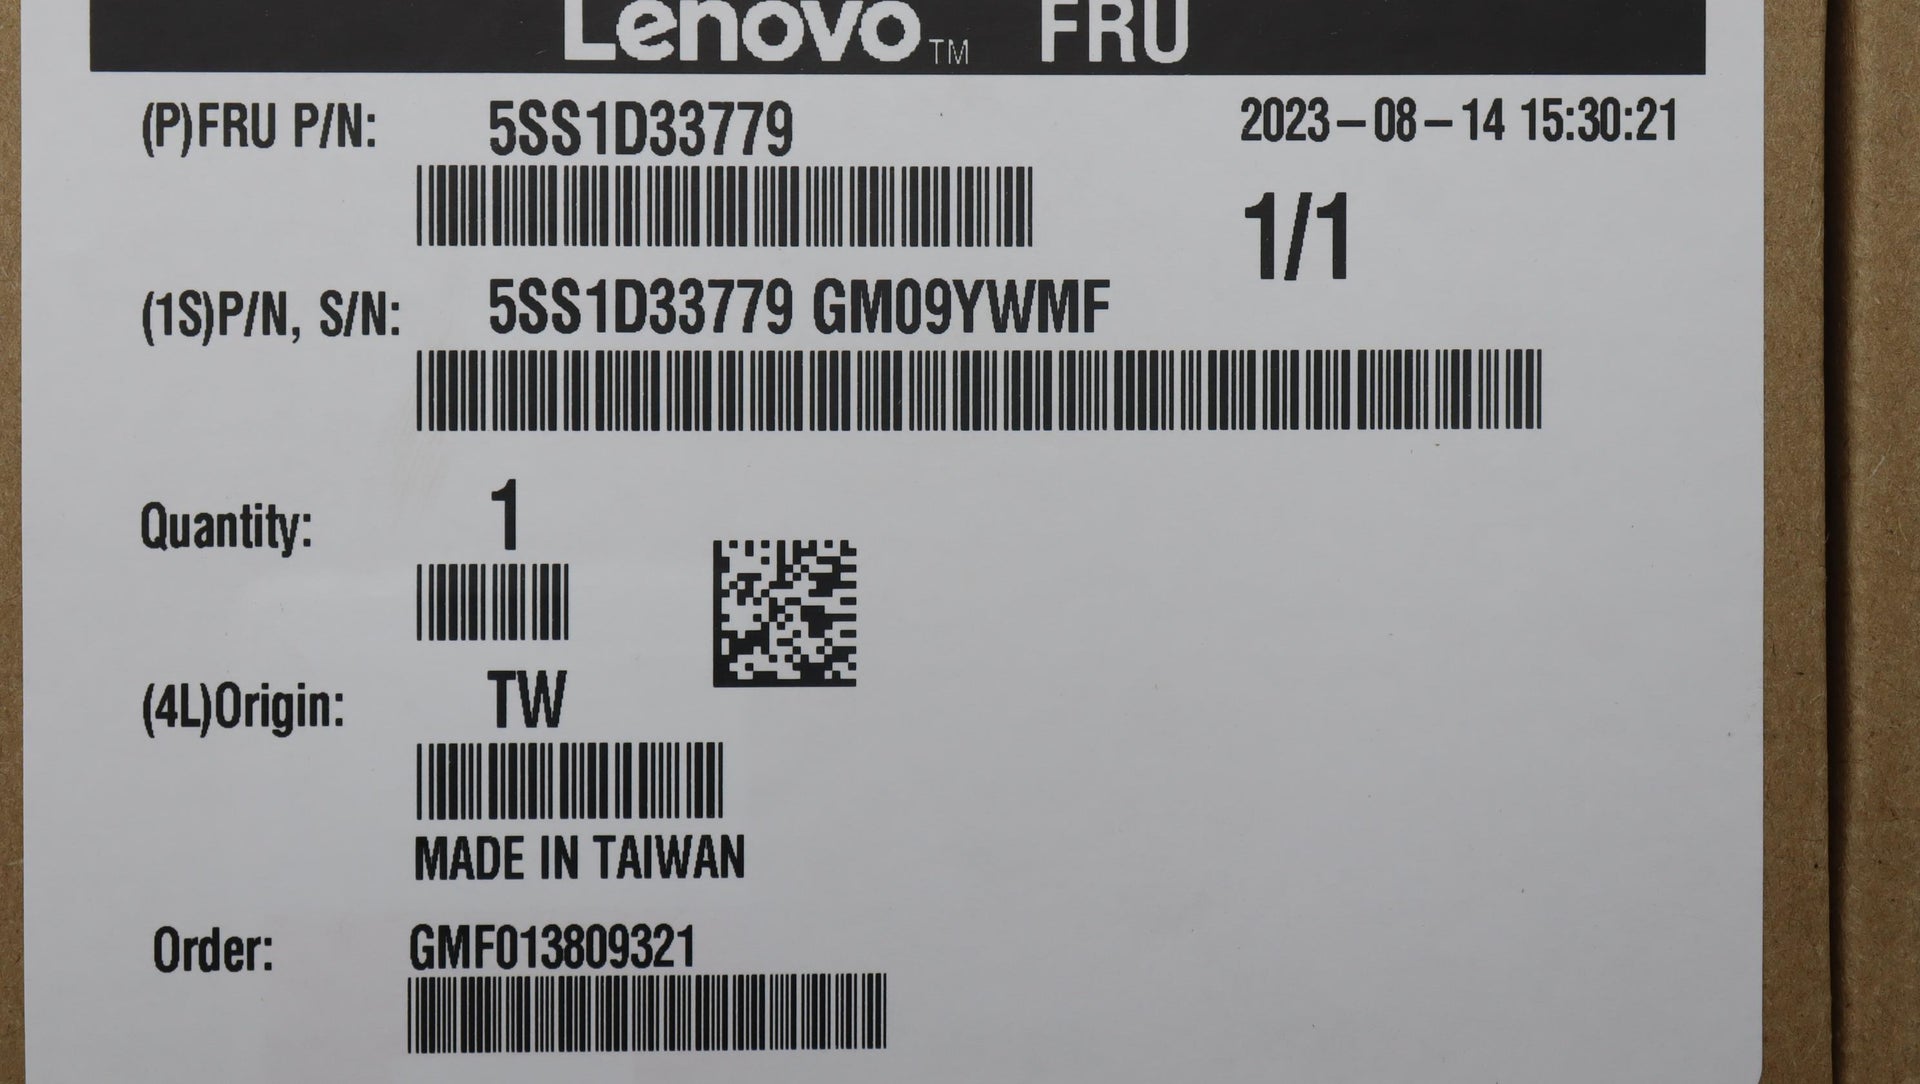 Lenovo™ FRU
(P)FRU P/N: 5SS1D33779 2023-08-14 15:30:21
1/1
(1S)P/N, S/N: 5SS1D33779 GM09YWMF
Quantity: 1
(4L)Origin: TW
MADE IN TAIWAN
Order: GMF013809321